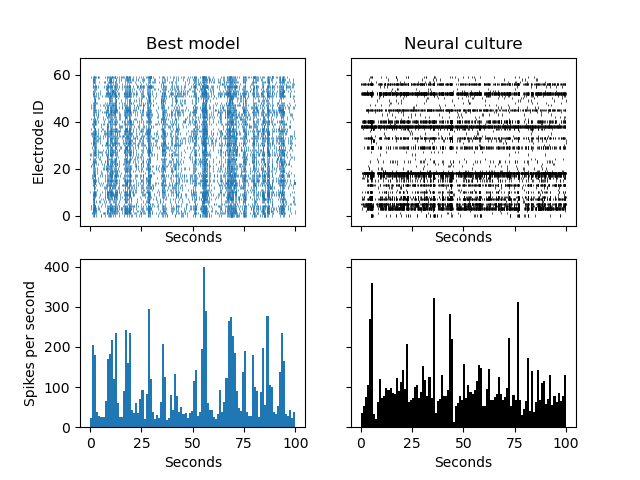 Best model
Neural culture
Electrode ID
60
40
20
0
Seconds
Seconds
Spikes per second
400
300
200
100
0
0 25 50 75 100
0 25 50 75 100
Seconds
Seconds